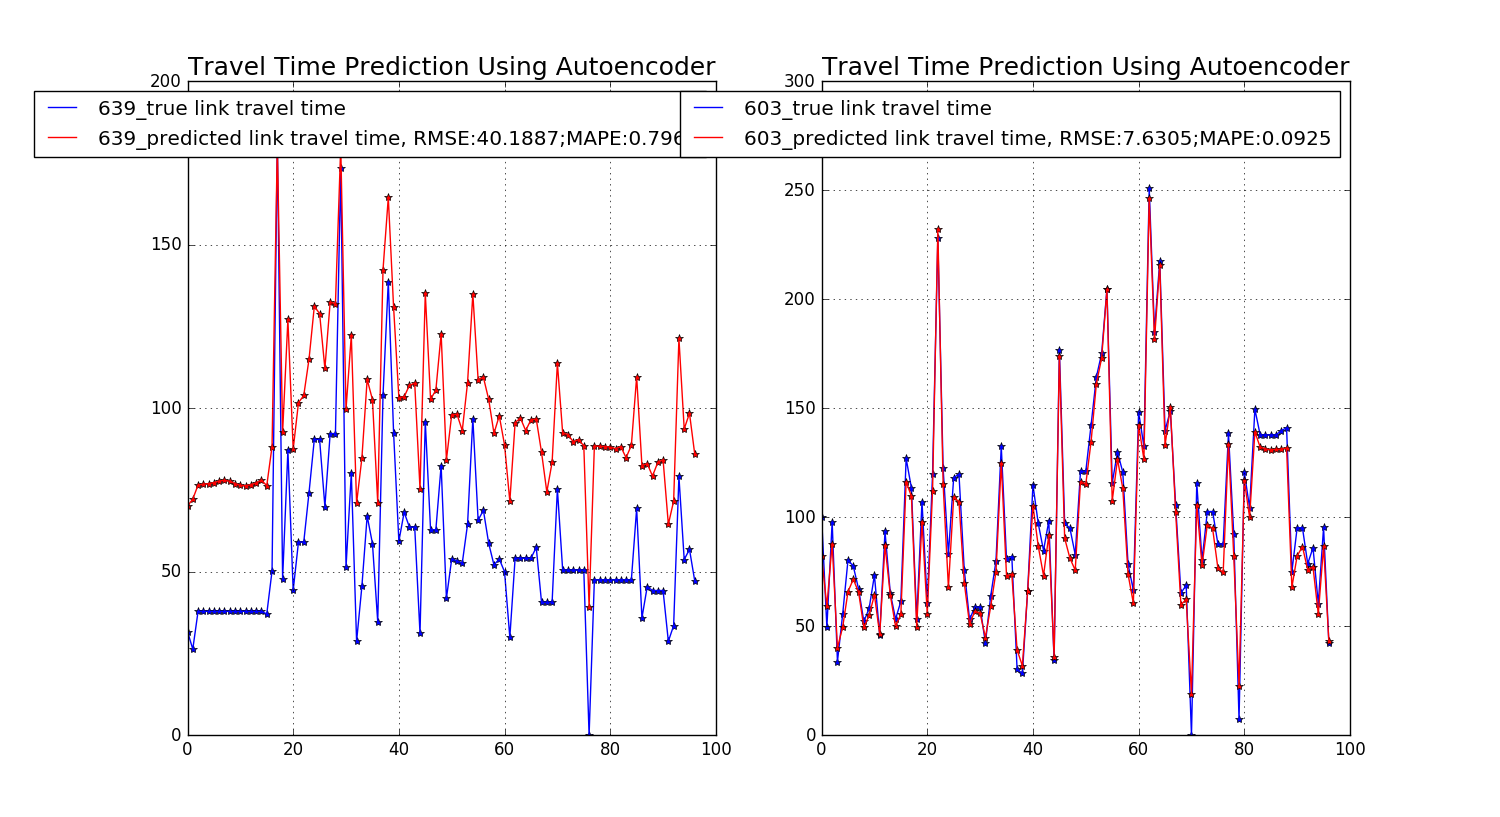 Travel Time Prediction Using Autoencoder
200
639_true link travel time
639_predicted link travel time, RMSE:40.1887;MAPE:0.796
150
100
50
0
0 20 40 60 80 100
Travel Time Prediction Using Autoencoder
300
603_true link travel time
603_predicted link travel time, RMSE:7.6305;MAPE:0.0925
250
200
150
100
50
0
0 20 40 60 80 100